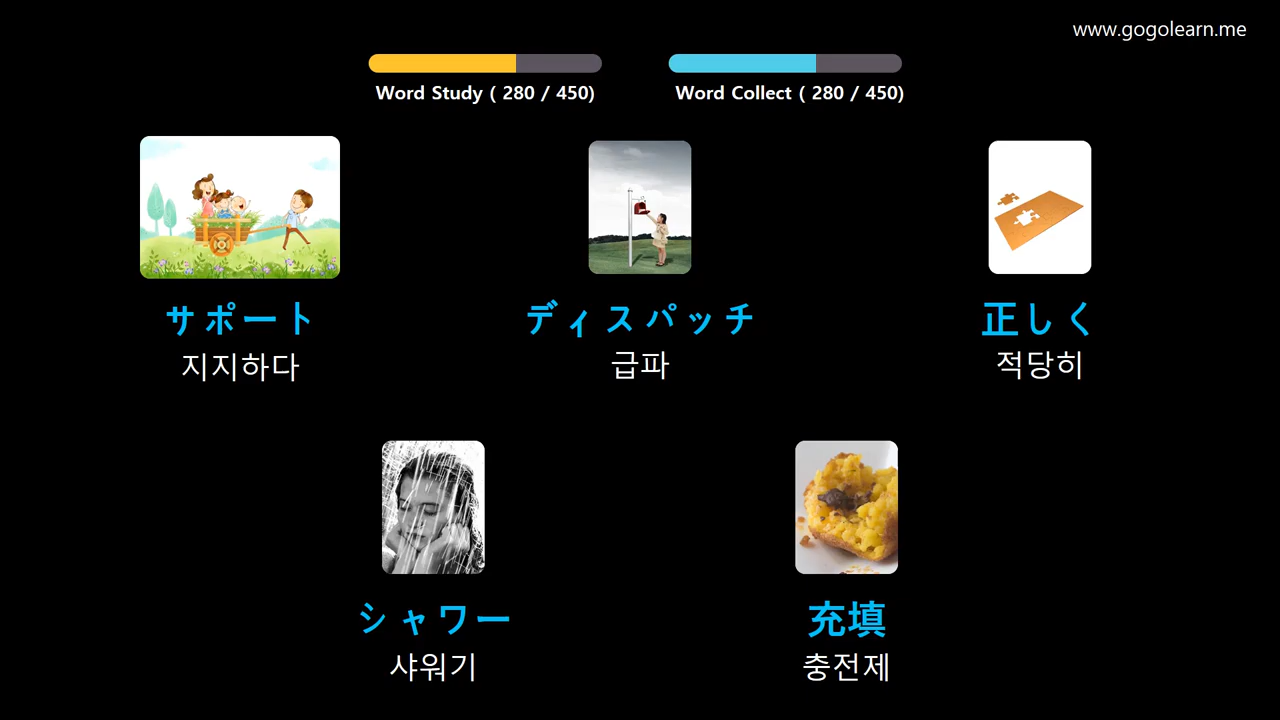 www.gogolearn.me
Word Study ( 280 / 450)
Word Collect ( 280 / 450)
サポート
지지하다
ディスパッチ
급파
正しく
적당히
シャワー
샤워기
充填
충전제